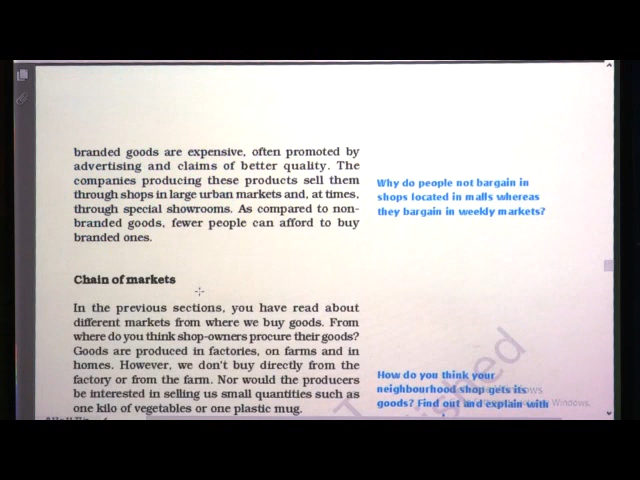 branded goods are expensive, often promoted by
advertising and claims of better quality. The
companies producing these products sell them
through shops in large urban markets and, at times,
through special showrooms. As compared to non-
branded goods, fewer people can afford to buy
branded ones.
Why do people not bargain in
shops located in malls whereas
they bargain in weekly markets?
Chain of markets
In the previous sections, you have read about
different markets from where we buy goods. From
where do you think shop-owners procure their goods?
Goods are produced in factories, on farms and in
homes. However, we don't buy directly from the
factory or from the farm. Nor would the producers
be interested in selling us small quantities such as
one kilo of vegetables or one plastic mug.
How do you think your
neighbourhood shop gets its
goods? Find out and explain with